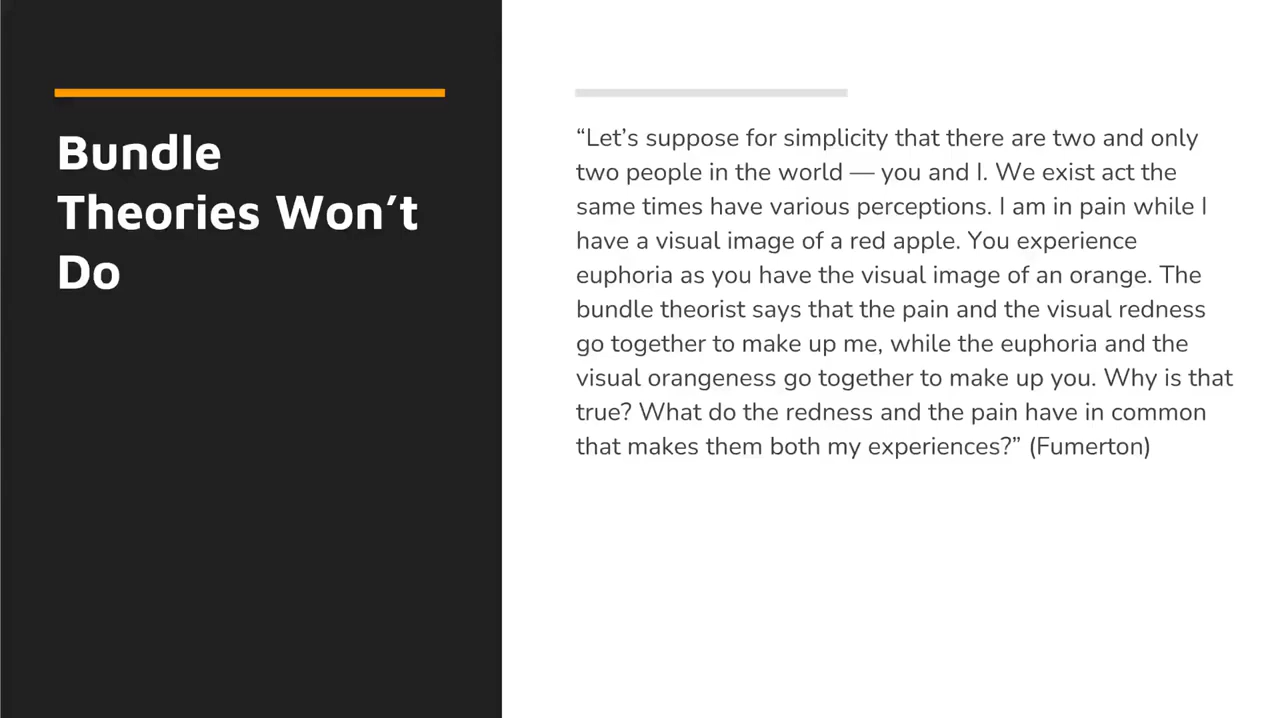 Bundle
Theories Won’t
Do
“Let’s suppose for simplicity that there are two and only
two people in the world — you and I. We exist act the
same times have various perceptions. I am in pain while I
have a visual image of a red apple. You experience
euphoria as you have the visual image of an orange. The
bundle theorist says that the pain and the visual redness
go together to make up me, while the euphoria and the
visual orangeness go together to make up you. Why is that
true? What do the redness and the pain have in common
that makes them both my experiences?” (Fumerton)